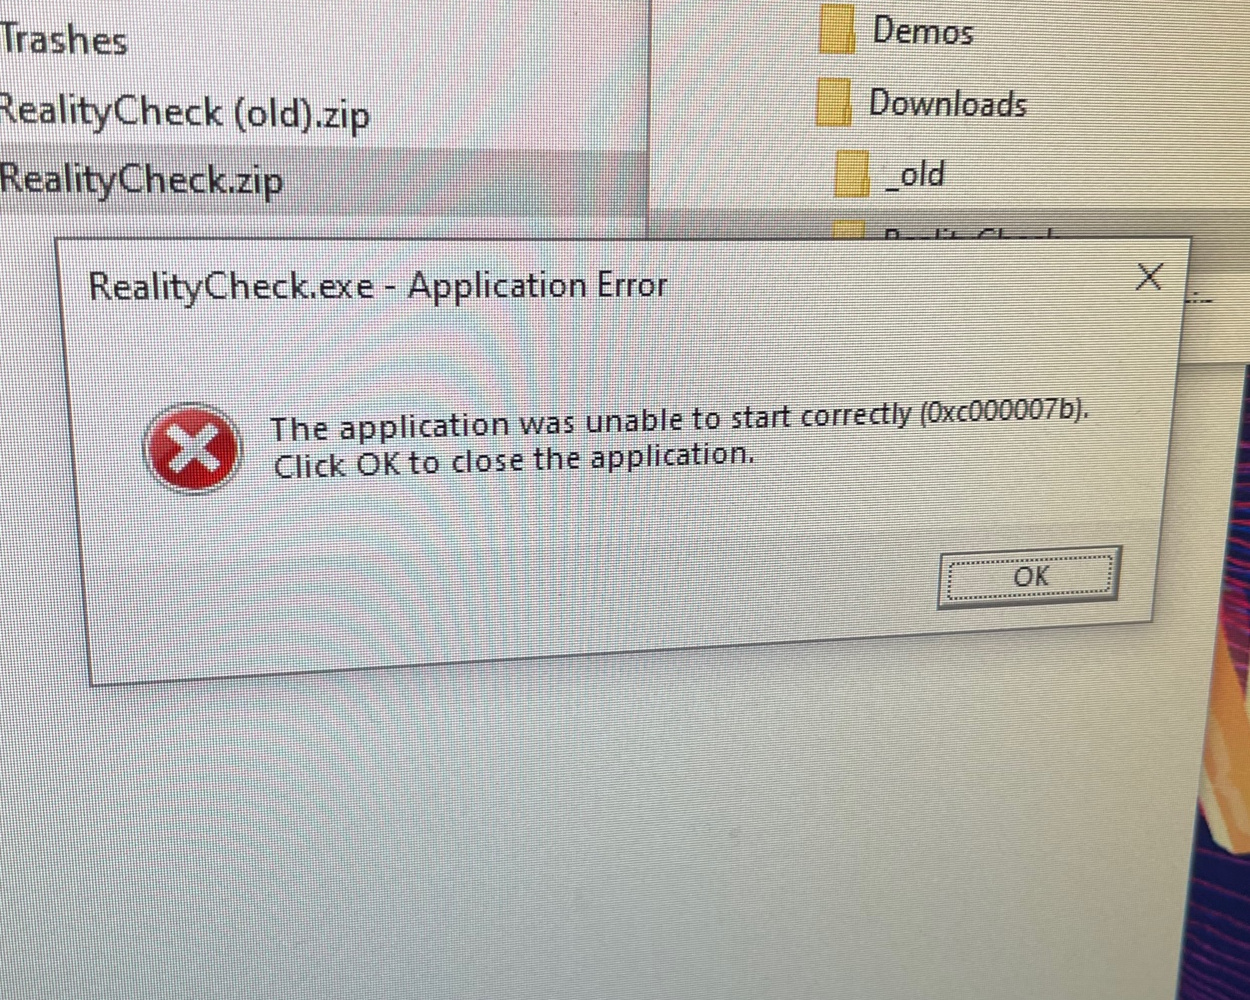 Trashes
RealityCheck (old).zip
RealityCheck.zip
Demos
Downloads
_old
RealityCheck.exe - Application Error
The application was unable to start correctly (0xc000007b).
Click OK to close the application.
OK